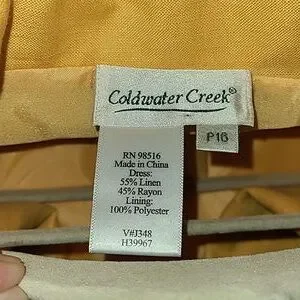 Coldwater Creek®
P16
RN 98516
Made in China
Dress:
55% Linen
45% Rayon
Lining:
100% Polyester
V#J348
H39967